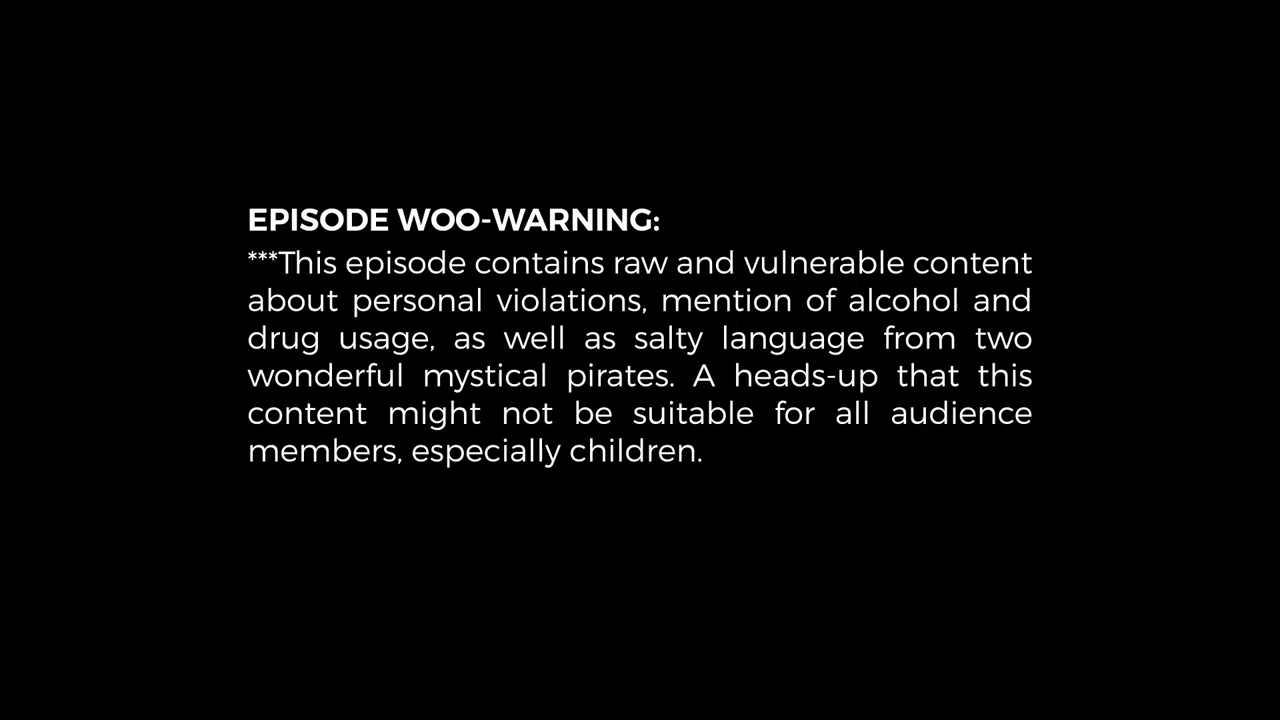 EPISODE WOO-WARNING:
***This episode contains raw and vulnerable content
about personal violations, mention of alcohol and
drug usage, as well as salty language from two
wonderful mystical pirates. A heads-up that this
content might not be suitable for all audience
members, especially children.